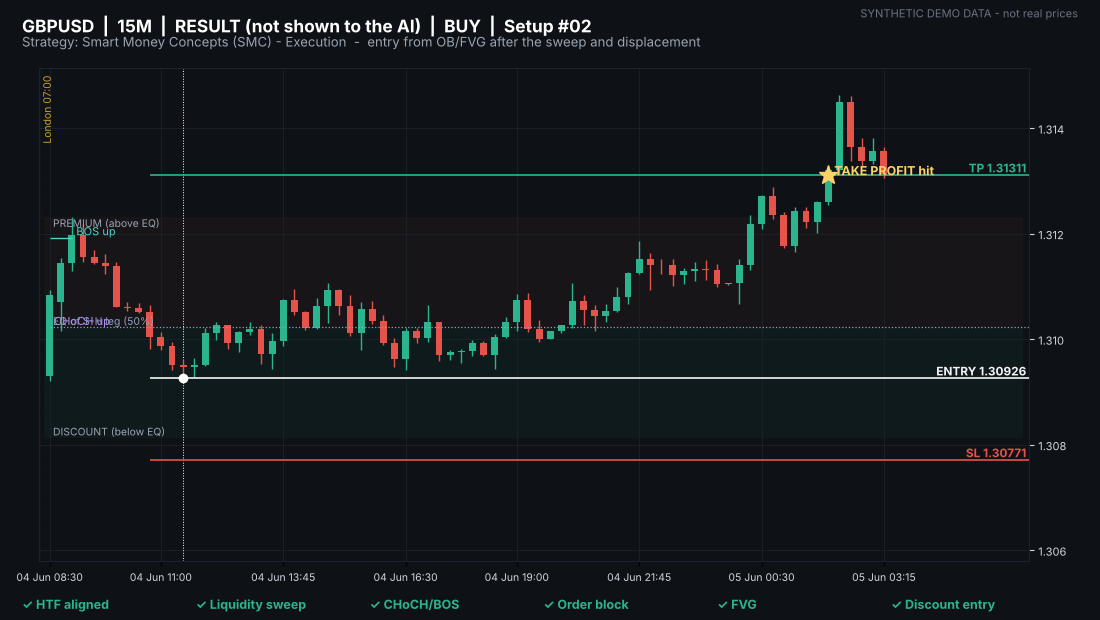 GBPUSD | 15M | RESULT (not shown to the AI) | BUY | Setup #02
SYNTHETIC DEMO DATA - not real prices
Strategy: Smart Money Concepts (SMC) - Execution - entry from OB/FVG after the sweep and displacement
London 07:00
1.314
TP 1.31311
TAKE PROFIT hit
PREMIUM (above EQ)
BOS up
1.312
(50%
1.310
ENTRY 1.30926
DISCOUNT (below EQ)
1.308
SL 1.30771
1.306
04 Jun 08:30
04 Jun 11:00
04 Jun 13:45
04 Jun 16:30
04 Jun 19:00
04 Jun 21:45
05 Jun 00:30
05 Jun 03:15
✓ HTF aligned
✓ Liquidity sweep
✓ CHoCH/BOS
✓ Order block
✓ FVG
✓ Discount entry